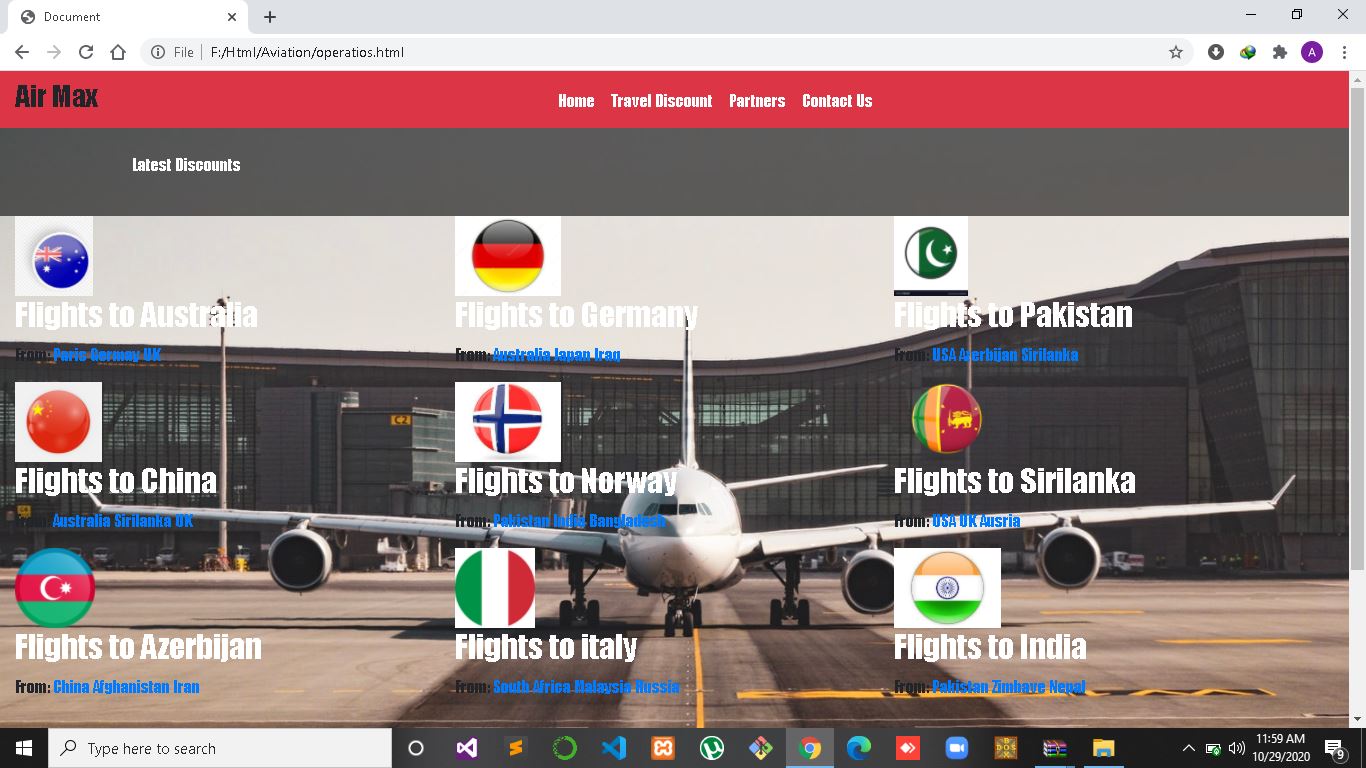 Document
File
F:/Html/Aviation/operatios.html
A
Air Max
Home Travel Discount Partners Contact Us
Latest Discounts
Flights to Australia
From: Paris Germay UK
Flights to Germany
From: Australia Japan Iraq
Flights to Pakistan
From: USA Azerbijan Sirilanka
C2
Flights to China
From: Australia Sirilanka UK
Flights to Norway
From: Pakistan India Bangladesh
Flights to Sirilanka
From: USA UK Ausria
Flights to Azerbijan
From: China Afghanistan Iran
Flights to italy
From: South Africa Malaysia Russia
Flights to India
From: Pakistan Zimbave Nepal
Type here to search
11:59 AM
10/29/2020
9